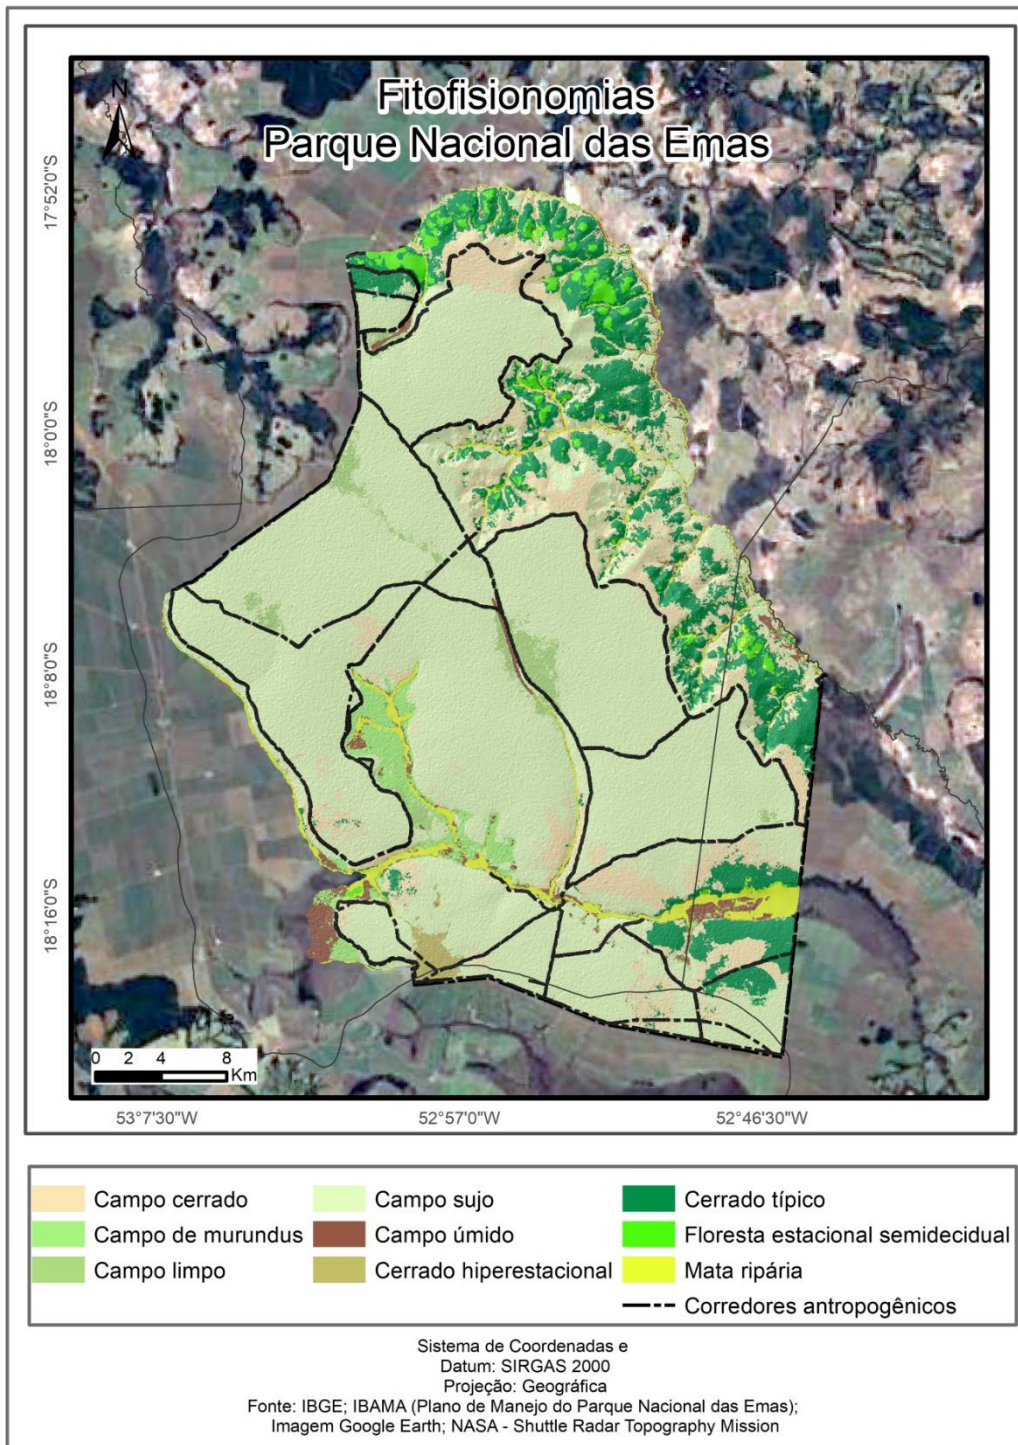 Fitofisionomias
Parque Nacional das Emas
N
17°52'0"S
18°0'0"S
18°8'0"S
18°16'0"S
0 2 4 8
Km
53°7'30"W 52°57'0"W 52°46'30"W
Campo cerrado
Campo de murundus
Campo limpo
Campo sujo
Campo úmido
Cerrado hiperestacional
Cerrado típico
Floresta estacional semidecidual
Mata ripária
Corredores antropogênicos
Sistema de Coordenadas e
Datum: SIRGAS 2000
Projeção: Geográfica
Fonte: IBGE; IBAMA (Plano de Manejo do Parque Nacional das Emas);
Imagem Google Earth; NASA - Shuttle Radar Topography Mission